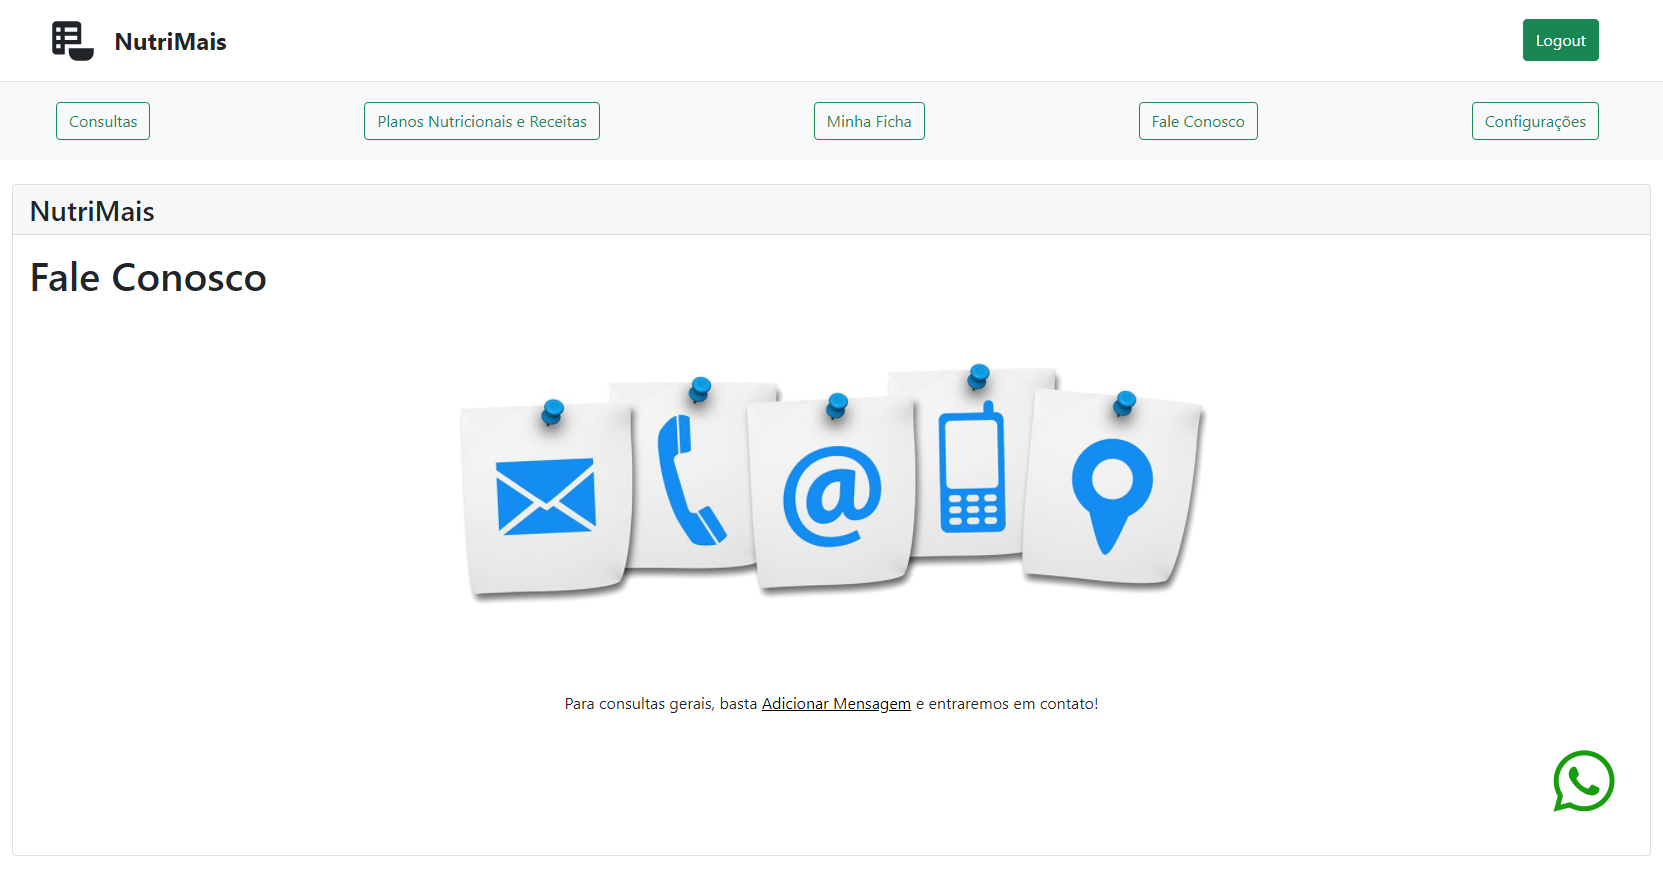 NutriMais
Logout
Consultas
Planos Nutricionais e Receitas
Minha Ficha
Fale Conosco
Configurações
NutriMais
Fale Conosco
@
Para consultas gerais, basta Adicionar Mensagem e entraremos em contato!